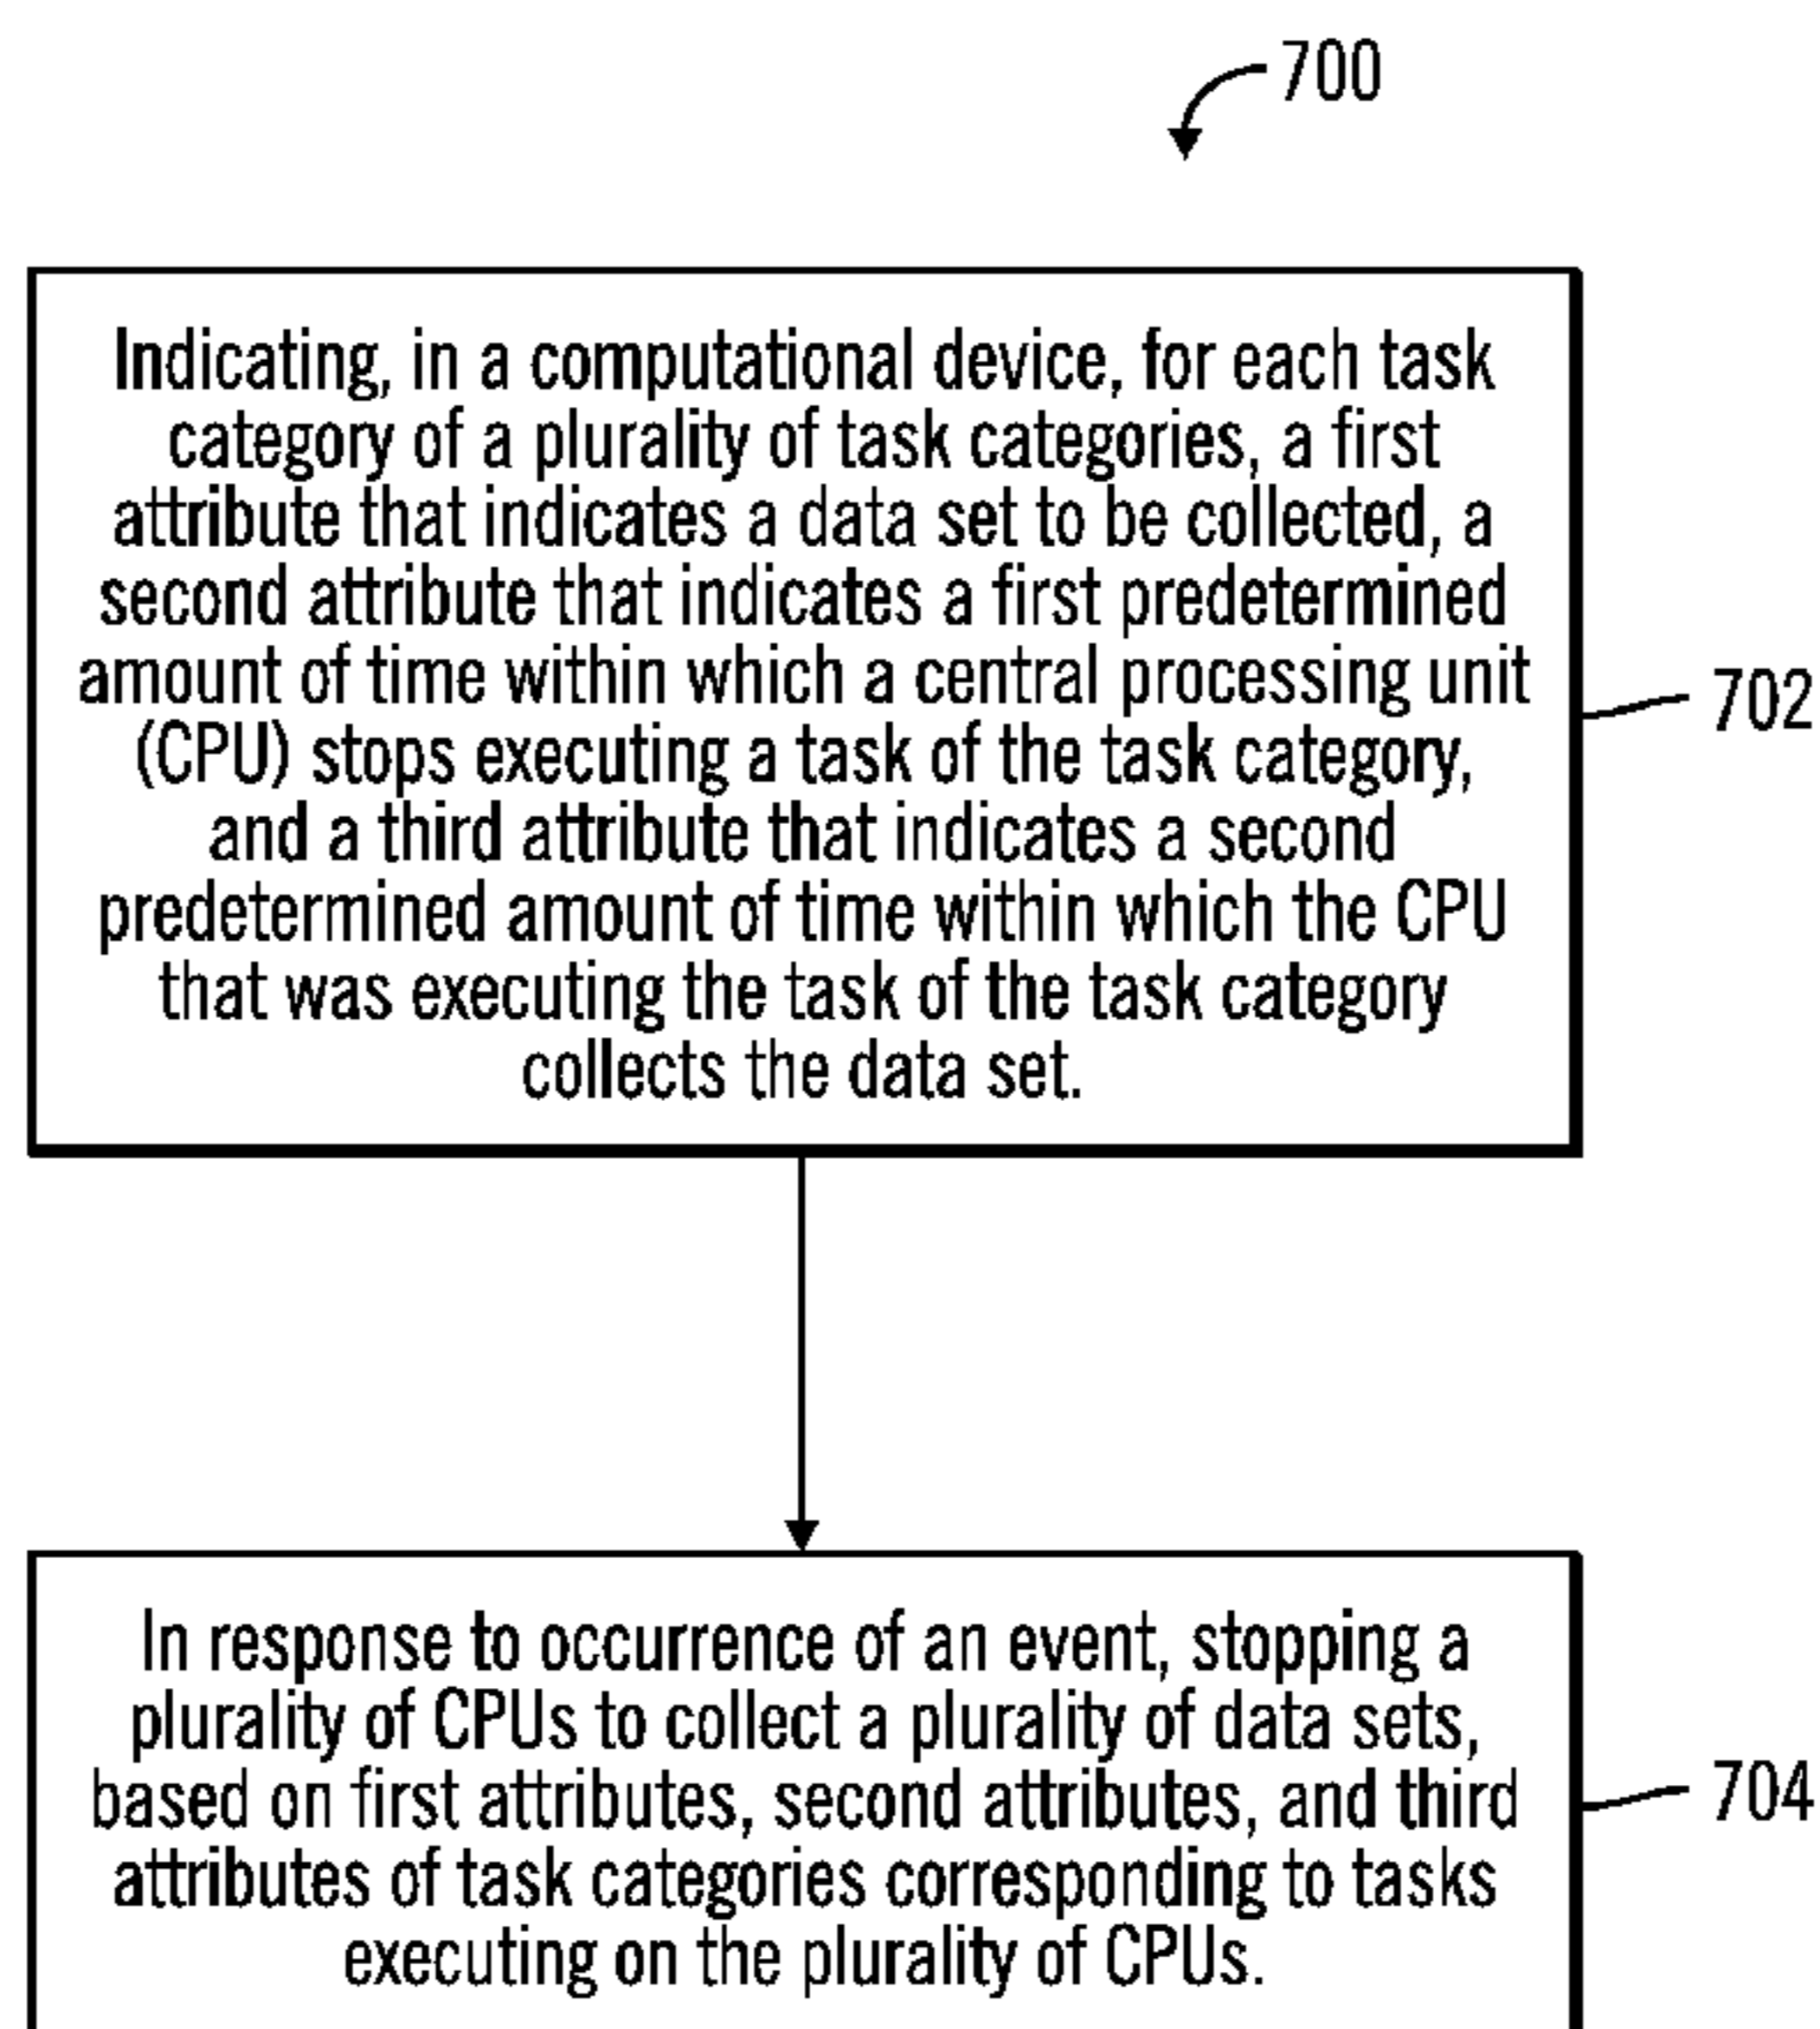 700
Indicating, in a computational device, for each task
category of a plurality of task categories, a first
attribute that indicates a data set to be collected, a
second attribute that indicates a first predetermined
amount of time within which a central processing unit
(CPU) stops executing a task of the task category,
and a third attribute that indicates a second
predetermined amount of time within which the CPU
that was executing the task of the task category
collects the data set.
702
In response to occurrence of an event, stopping a
plurality of CPUs to collect a plurality of data sets,
based on first attributes, second attributes, and third
attributes of task categories corresponding to tasks
executing on the plurality of CPUs.
704